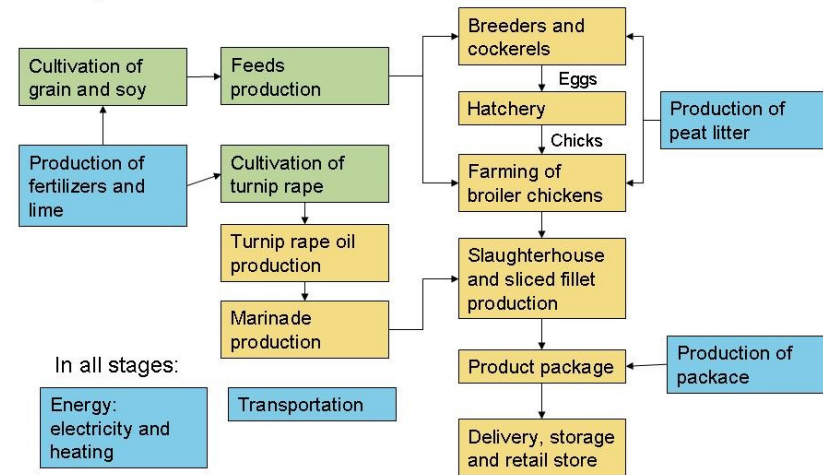 Breeders and
cockerels
Cultivation of
grain and soy
Feeds
production
Eggs
Hatchery
Production of
peat litter
Chicks
Production of
fertilizers and
lime
Cultivation of
turnip rape
Farming of
broiler chickens
Turnip rape oil
production
Slaughterhouse
and sliced fillet
production
Marinade
production
In all stages:
Product package
Production of
packace
Energy:
electricity and
heating
Transportation
Delivery, storage
and retail store